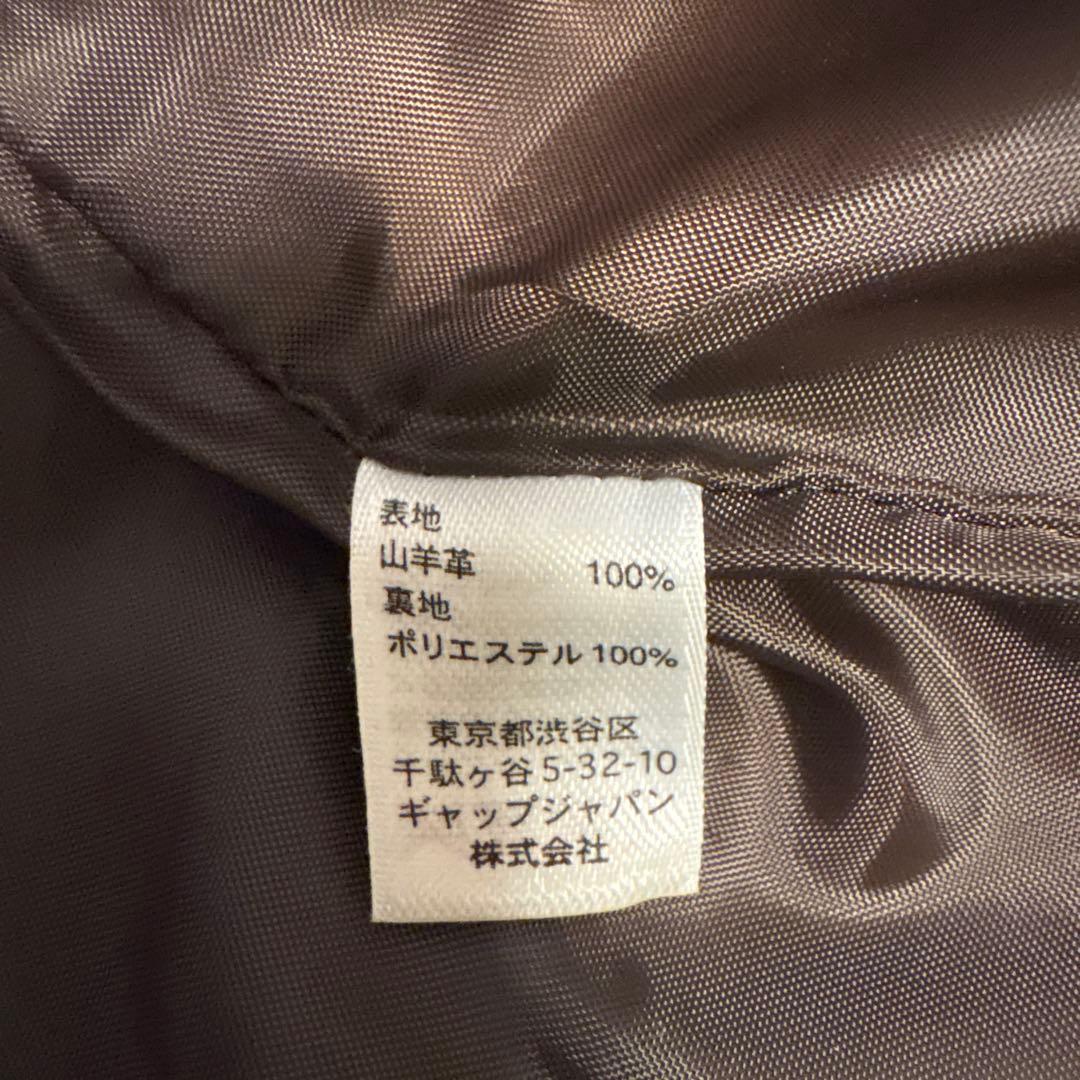 表地
山羊革 100%
裏地
ポリエステル 100%
東京都渋谷区
千駄ヶ谷 5-32-10
ギャップジャパン
株式会社